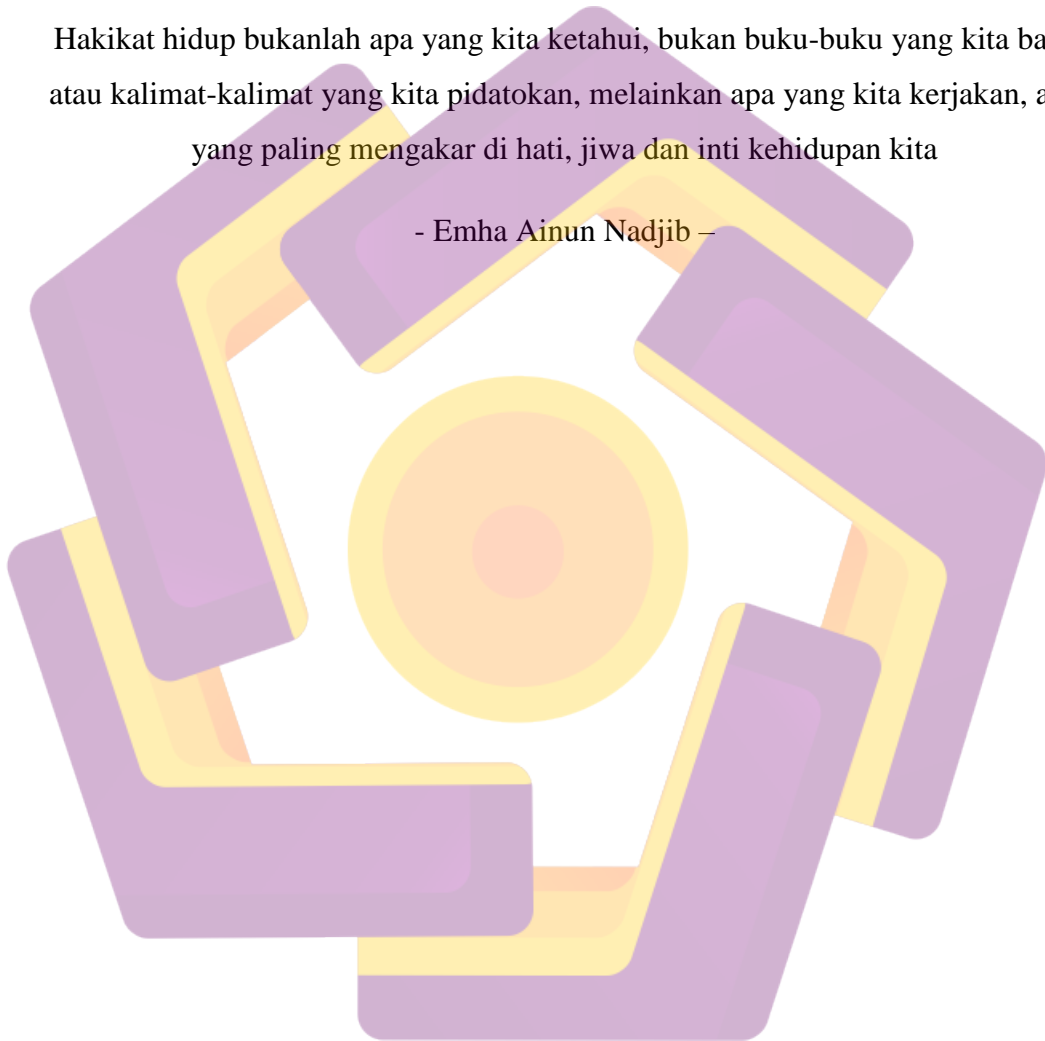 Hakikat hidup bukanlah apa yang kita ketahui, bukan buku-buku yang kita ba
atau kalimat-kalimat yang kita pidatokan, melainkan apa yang kita kerjakan, a
yang paling mengakar di hati, jiwa dan inti kehidupan kita
- Emha Ainun Nadjib –